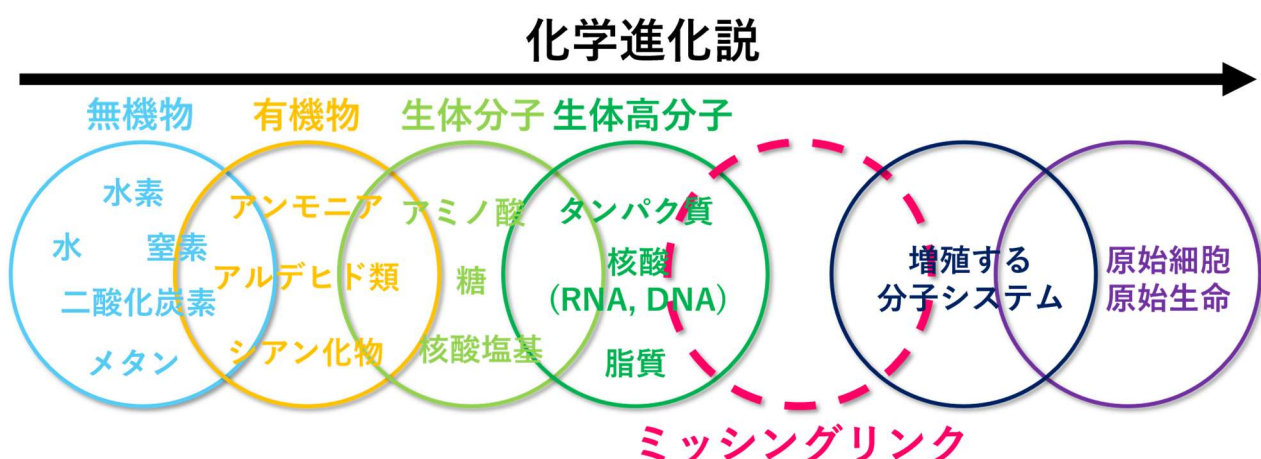 化学進化説
無機物
有機物
生体分子
生体高分子
水素
水
窒素
二酸化炭素
メタン
アンモニア
アルデヒド類
シアン化物
アミノ酸
糖
核酸塩基
タンパク質
核酸
(RNA, DNA)
脂質
増殖する
分子システム
原始細胞
原始生命
ミッシングリンク